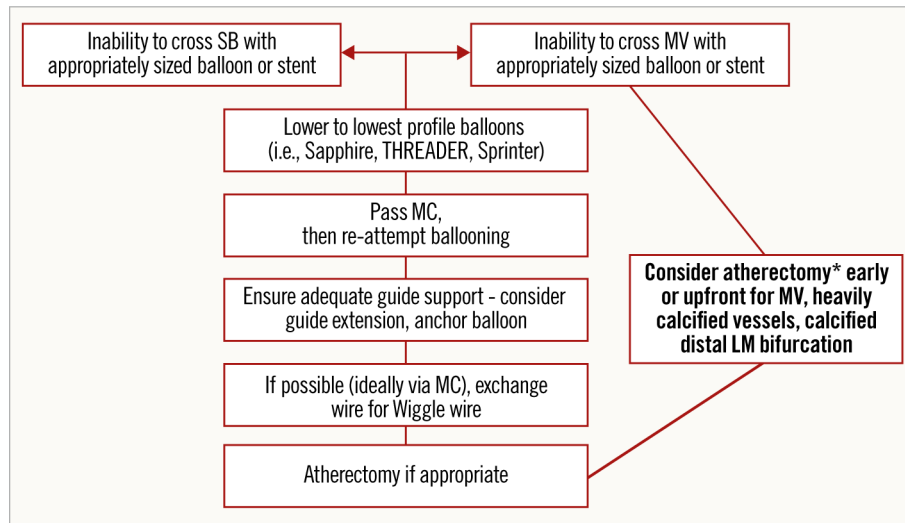 Inability to cross SB with
appropriately sized balloon or stent
Inability to cross MV with
appropriately sized balloon or stent
Lower to lowest profile balloons
(i.e., Sapphire, THREADER, Sprinter)
Pass MC,
then re-attempt ballooning
Ensure adequate guide support - consider
guide extension, anchor balloon
If possible (ideally via MC), exchange
wire for Wiggle wire
Atherectomy if appropriate
Consider atherectomy* early
or upfront for MV, heavily
calcified vessels, calcified
distal LM bifurcation